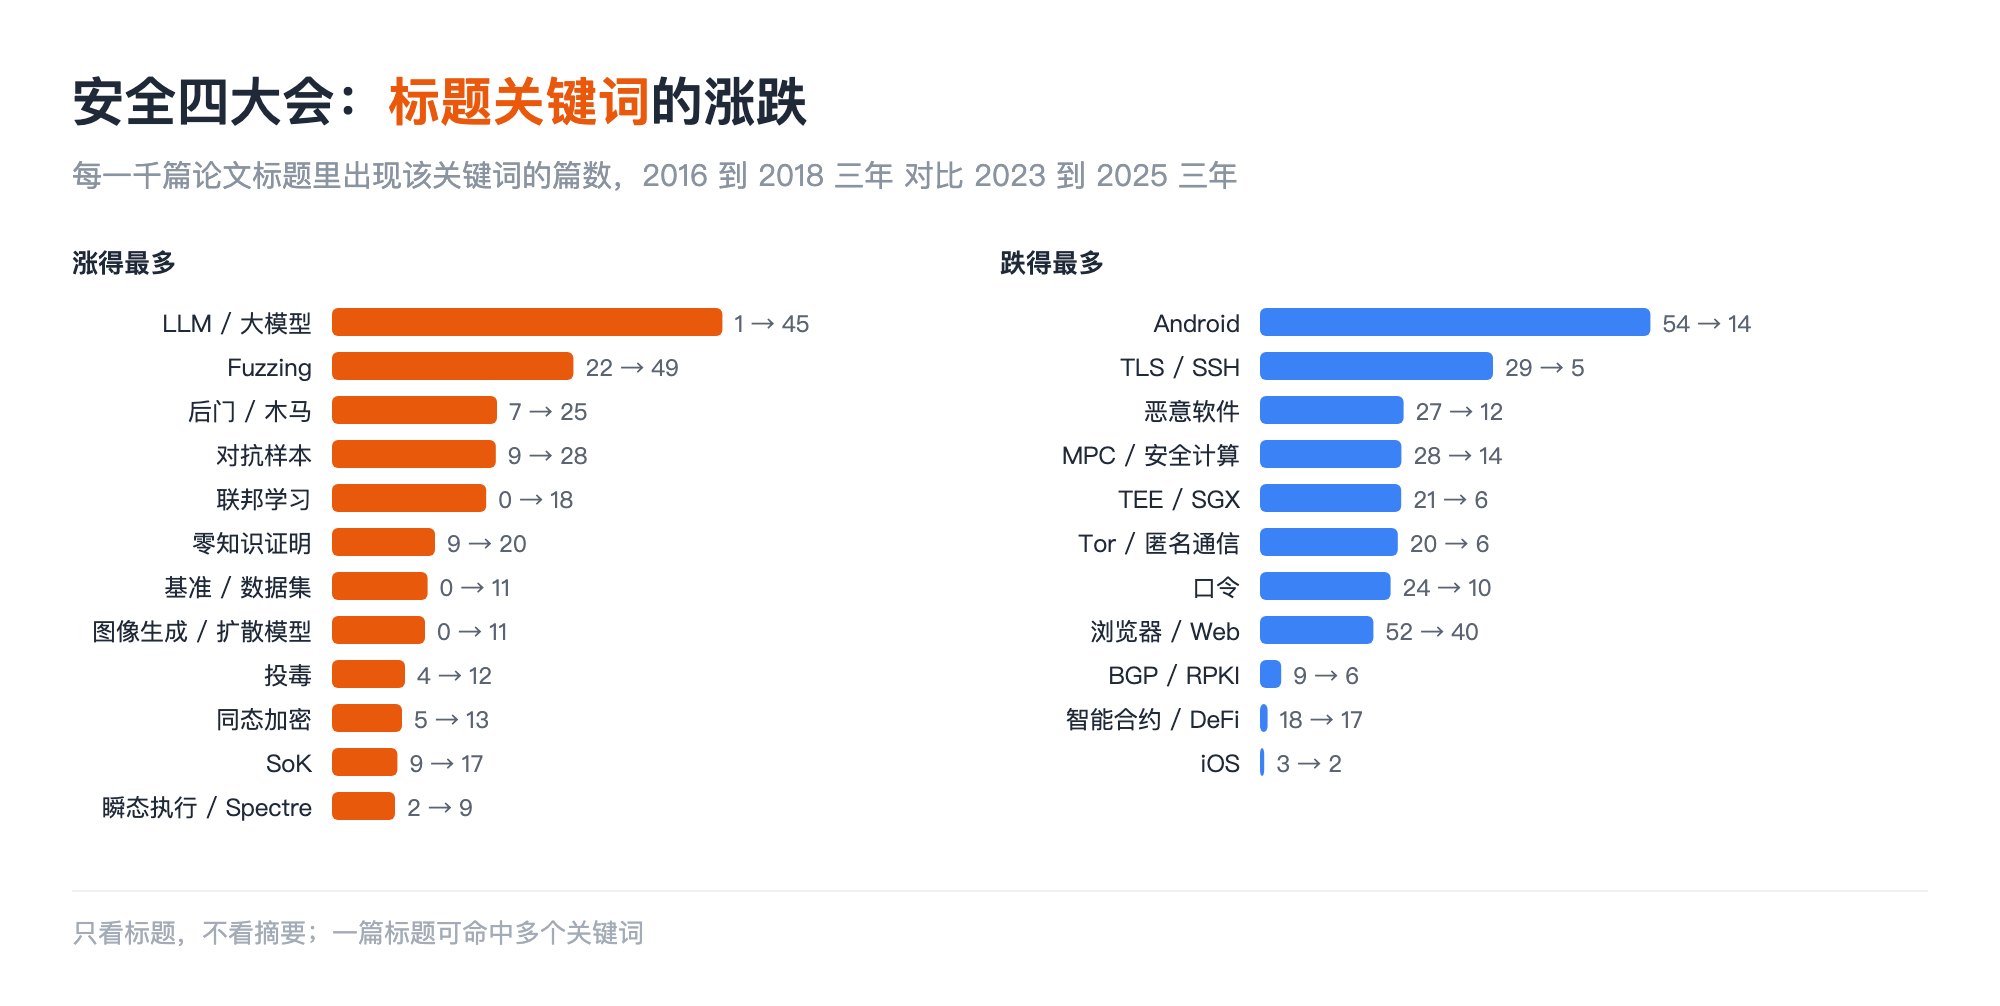 安全四大会：标题关键词的涨跌
每一千篇论文标题里出现该关键词的篇数，2016 到 2018 三年 对比 2023 到 2025 三年
涨得最多
LLM / 大模型 1 → 45
Fuzzing 22 → 49
后门 / 木马 7 → 25
对抗样本 9 → 28
联邦学习 0 → 18
零知识证明 9 → 20
基准 / 数据集 0 → 11
图像生成 / 扩散模型 0 → 11
投毒 4 → 12
同态加密 5 → 13
SoK 9 → 17
瞬态执行 / Spectre 2 → 9
跌得最多
Android 54 → 14
TLS / SSH 29 → 5
恶意软件 27 → 12
MPC / 安全计算 28 → 14
TEE / SGX 21 → 6
Tor / 匿名通信 20 → 6
口令 24 → 10
浏览器 / Web 52 → 40
BGP / RPKI 9 → 6
智能合约 / DeFi 18 → 17
iOS 3 → 2
只看标题，不看摘要；一篇标题可命中多个关键词